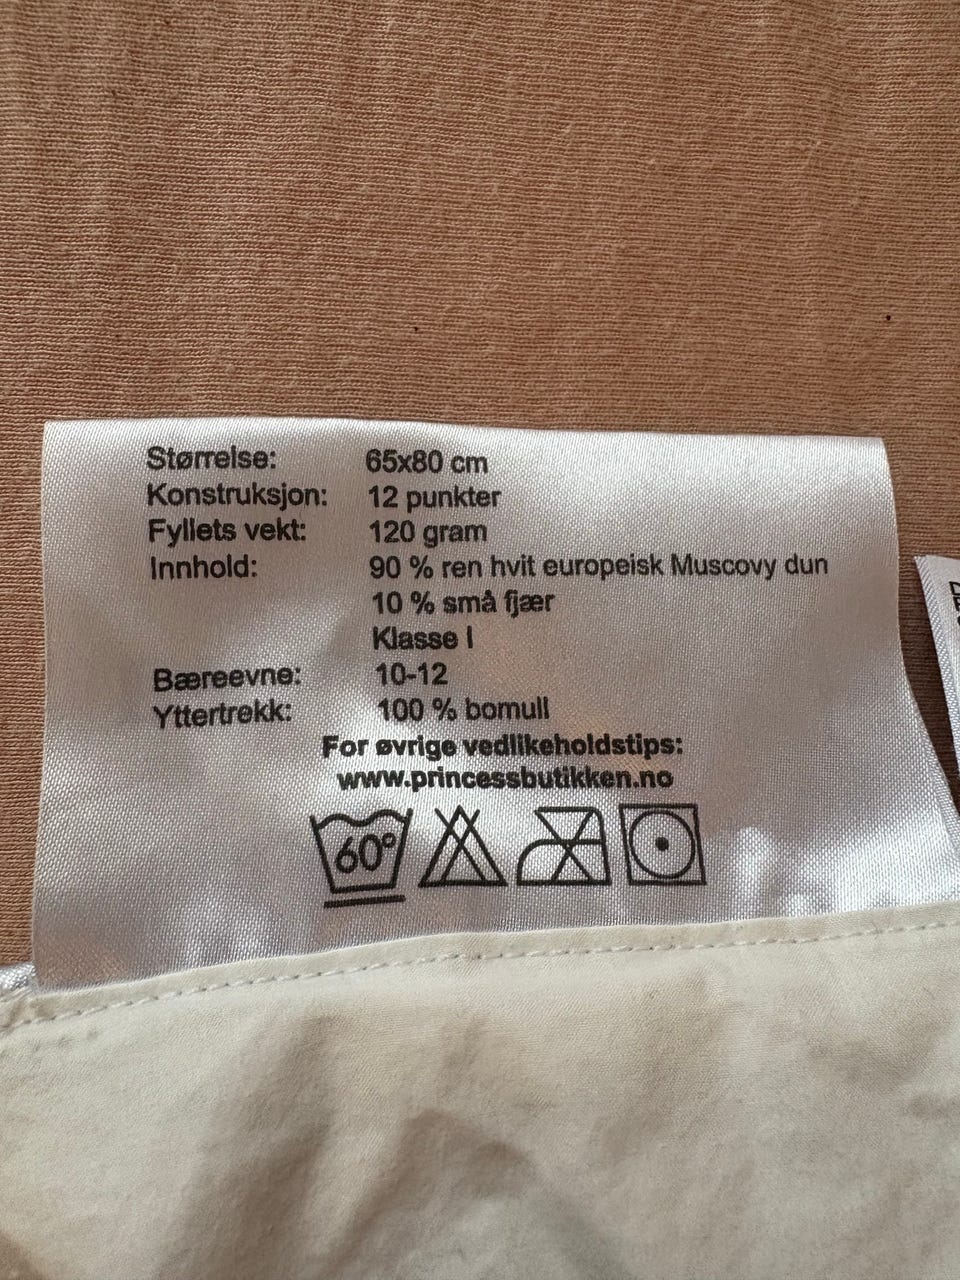 Størrelse: 65x80 cm
Konstruksjon: 12 punkter
Fyllets vekt: 120 gram
Innhold: 90 % ren hvit europeisk Muscovy dun
10 % små fjær
Klasse I
Bæreevne: 10-12
Yttertrekk: 100 % bomull
For øvrige vedlikeholdstips:
www.princessbutikken.no
60°